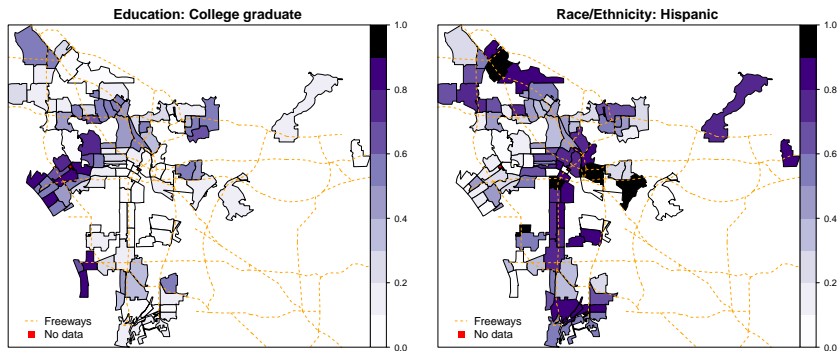 Education: College graduate
1.0
0.8
0.6
0.4
0.2
0.0
Freeways
No data
Race/Ethnicity: Hispanic
1.0
0.8
0.6
0.4
0.2
0.0
Freeways
No data